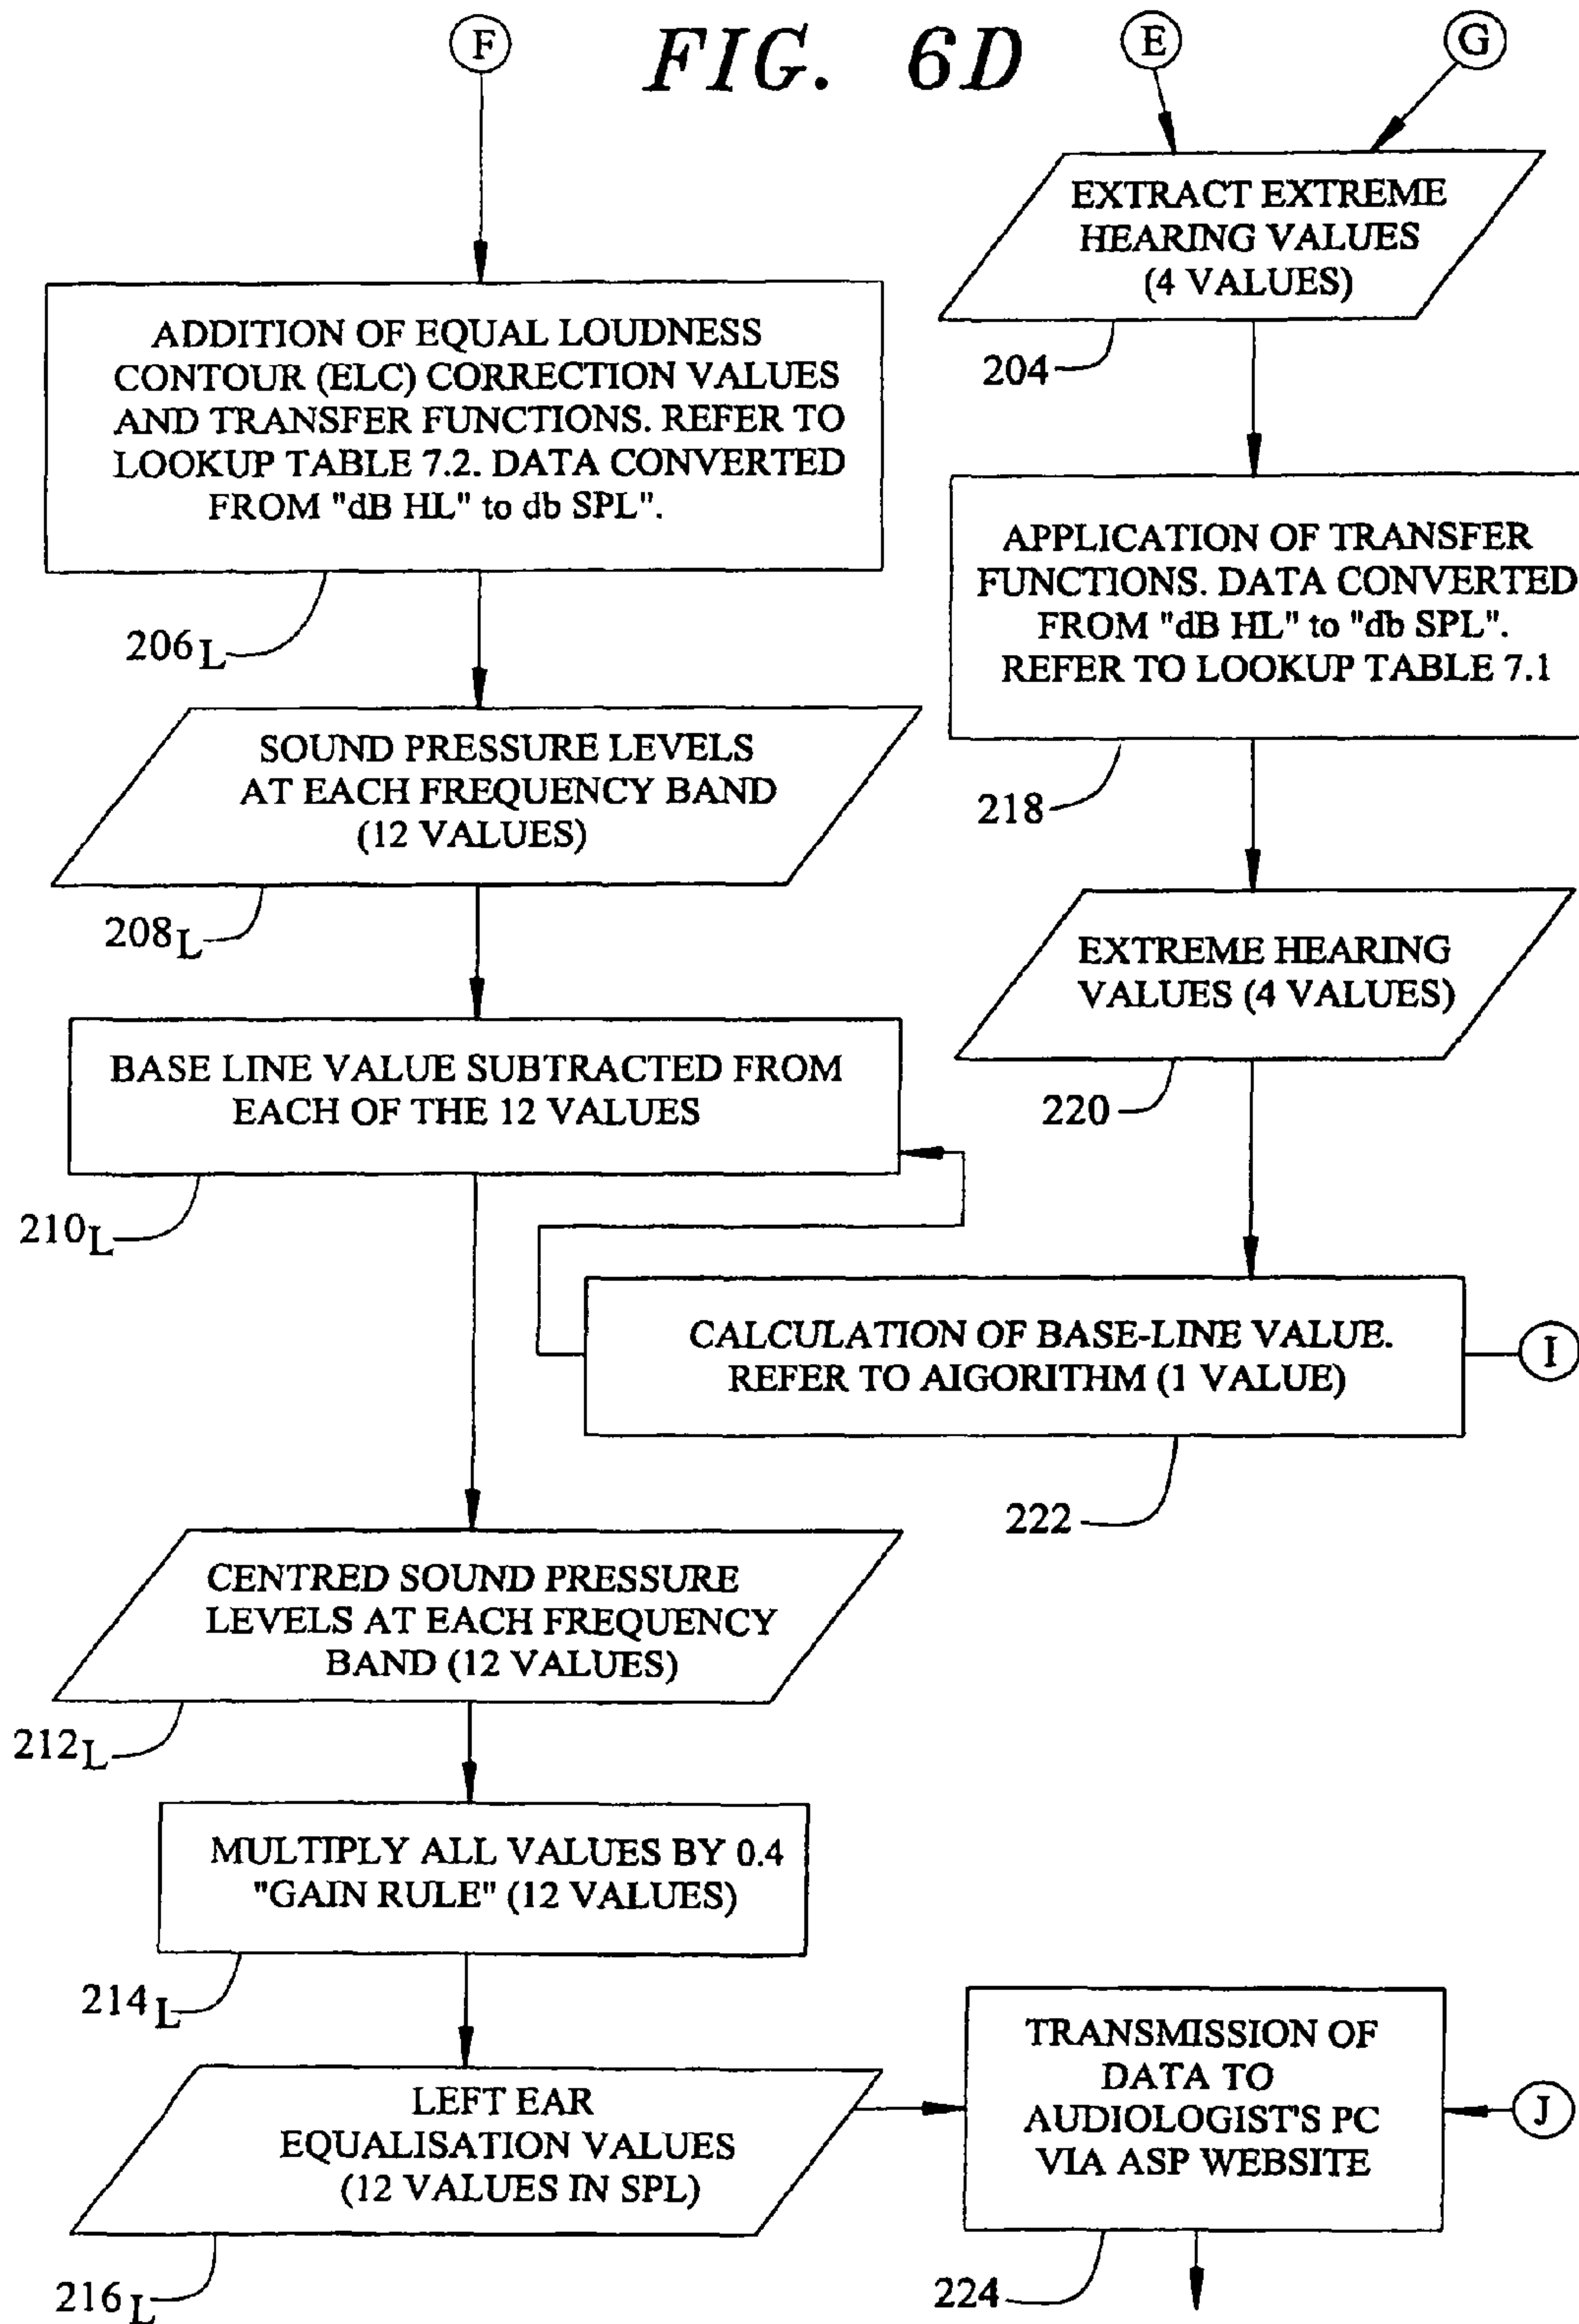 FIG. 6D
F
E
G
EXTRACT EXTREME
HEARING VALUES
(4 VALUES)
204
ADDITION OF EQUAL LOUDNESS
CONTOUR (ELC) CORRECTION VALUES
AND TRANSFER FUNCTIONS. REFER TO
LOOKUP TABLE 7.2. DATA CONVERTED
FROM "dB HL" to db SPL".
206L
APPLICATION OF TRANSFER
FUNCTIONS. DATA CONVERTED
FROM "dB HL" to "db SPL".
REFER TO LOOKUP TABLE 7.1
218
SOUND PRESSURE LEVELS
AT EACH FREQUENCY BAND
(12 VALUES)
208L
EXTREME HEARING
VALUES (4 VALUES)
220
BASE LINE VALUE SUBTRACTED FROM
EACH OF THE 12 VALUES
210L
CALCULATION OF BASE-LINE VALUE.
REFER TO AIGORITHM (1 VALUE)
I
222
CENTRED SOUND PRESSURE
LEVELS AT EACH FREQUENCY
BAND (12 VALUES)
212L
MULTIPLY ALL VALUES BY 0.4
"GAIN RULE" (12 VALUES)
214L
LEFT EAR
EQUALISATION VALUES
(12 VALUES IN SPL)
216L
TRANSMISSION OF
DATA TO
AUDIOLOGIST'S PC
VIA ASP WEBSITE
J
224